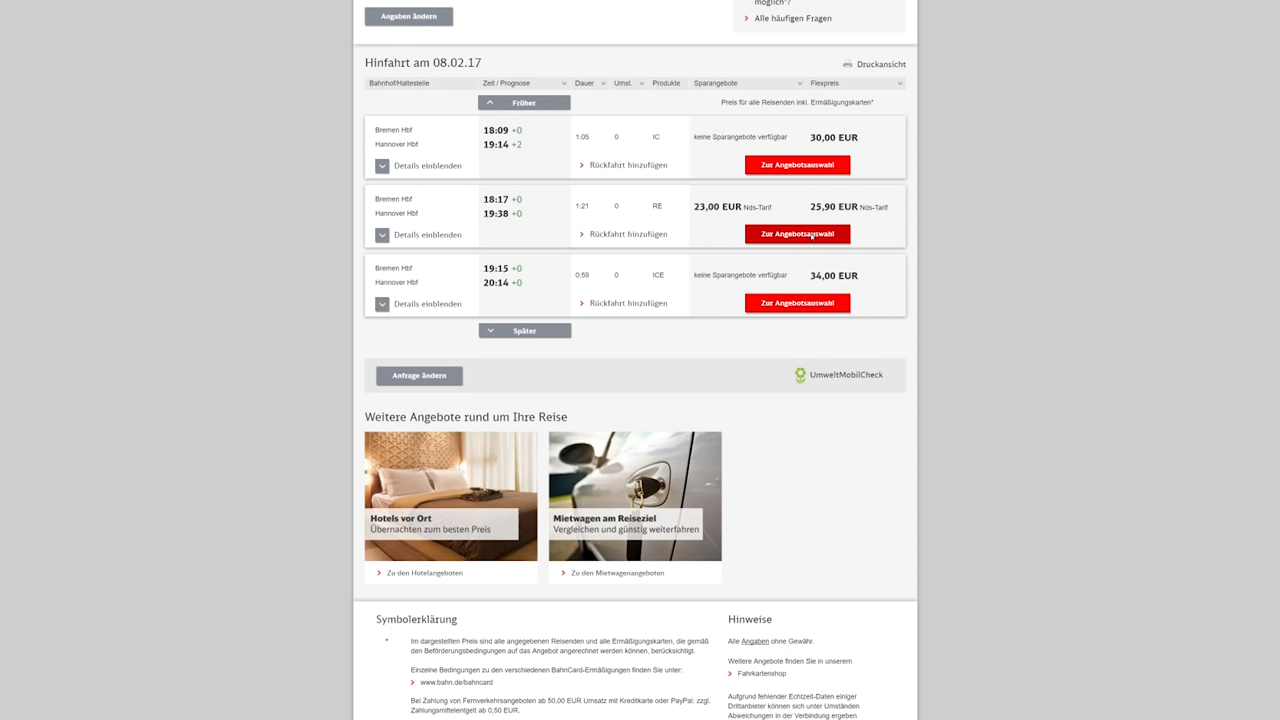 möglich"?
Angaben ändern
Alle häufigen Fragen
Hinfahrt am 08.02.17
Druckansicht
Bahnhof/Haltestelle Zeit / Prognose Dauer Umst. Produkte Sparangebote Flexpreis
Früher
Preis für alle Reisenden inkl. Ermäßigungskarten*
Bremen Hbf 18:09 +0
Hannover Hbf 19:14 +2
1:05 0 IC keine Sparangebote verfügbar 30,00 EUR
Details einblenden Rückfahrt hinzufügen Zur Angebotsauswahl
Bremen Hbf 18:17 +0
Hannover Hbf 19:38 +0
1:21 0 RE 23,00 EUR Nds-Tarif 25,90 EUR Nds-Tarif
Details einblenden Rückfahrt hinzufügen Zur Angebotsauswahl
Bremen Hbf 19:15 +0
Hannover Hbf 20:14 +0
0:59 0 ICE keine Sparangebote verfügbar 34,00 EUR
Details einblenden Rückfahrt hinzufügen Zur Angebotsauswahl
Später
Anfrage ändern
UmweltMobilCheck
Weitere Angebote rund um Ihre Reise
Hotels vor Ort
Übernachten zum besten Preis
Zu den Hotelangeboten
Mietwagen am Reiseziel
Vergleichen und günstig weiterfahren
Zu den Mietwagenangeboten
Symbolerklärung
* Im dargestellten Preis sind alle angegebenen Reisenden und alle Ermäßigungskarten, die gemäß
den Beförderungsbedingungen auf das Angebot angerechnet werden können, berücksichtigt.
Einzelne Bedingungen zu den verschiedenen BahnCard-Ermäßigungen finden Sie unter:
www.bahn.de/bahncard
Bei Zahlung von Fernverkehrsangeboten ab 50,00 EUR Umsatz mit Kreditkarte oder PayPal: zzgl.
Zahlungsmittelentgelt ab 0,50 EUR.
Hinweise
Alle Angaben ohne Gewähr.
Weitere Angebote finden Sie in unserem
Fahrkartenshop
Aufgrund fehlender Echtzeit-Daten einiger
Drittanbieter können sich unter Umständen
Abweichungen in der Verbindung ergeben